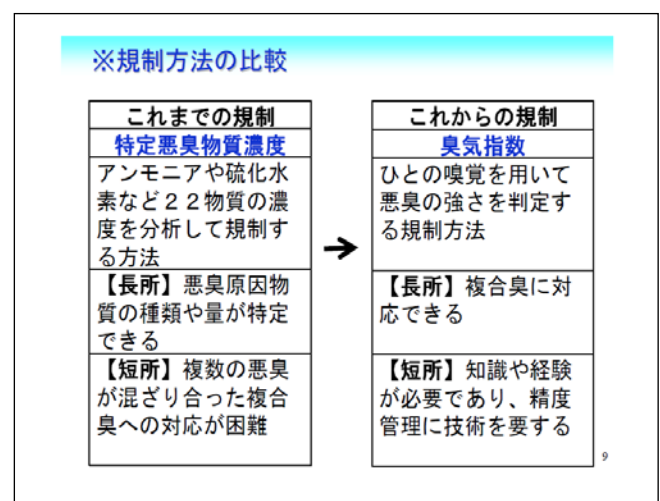 ※規制方法の比較
これまでの規制
特定悪臭物質濃度
アンモニアや硫化水
素など２２物質の濃
度を分析して規制す
る方法
【長所】悪臭原因物
質の種類や量が特定
できる
【短所】複数の悪臭
が混ざり合った複合
臭への対応が困難
→
これからの規制
臭気指数
ひとの嗅覚を用いて
悪臭の強さを判定す
る規制方法
【長所】複合臭に対
応できる
【短所】知識や経験
が必要であり、精度
管理に技術を要する
9